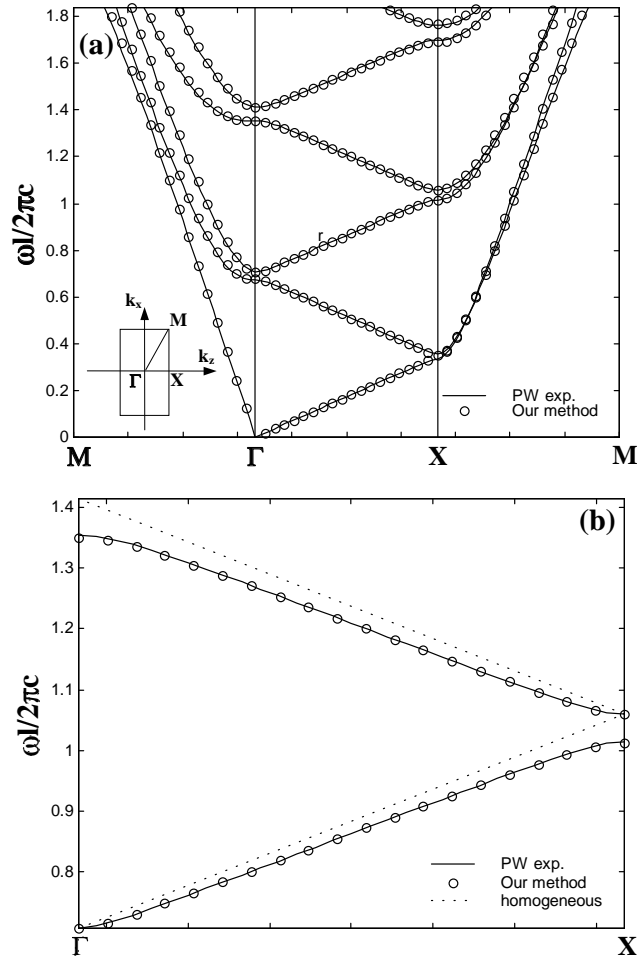 (a)
1.8
1.6
1.4
1.2
1
0.8
0.6
0.4
0.2
0
ωl/2πc
r
kx
M
kz
Γ
X
PW exp.
Our method
M
Γ
X
M
(b)
1.4
1.3
1.2
1.1
1
0.9
0.8
ωl/2πc
PW exp.
Our method
homogeneous
Γ
X